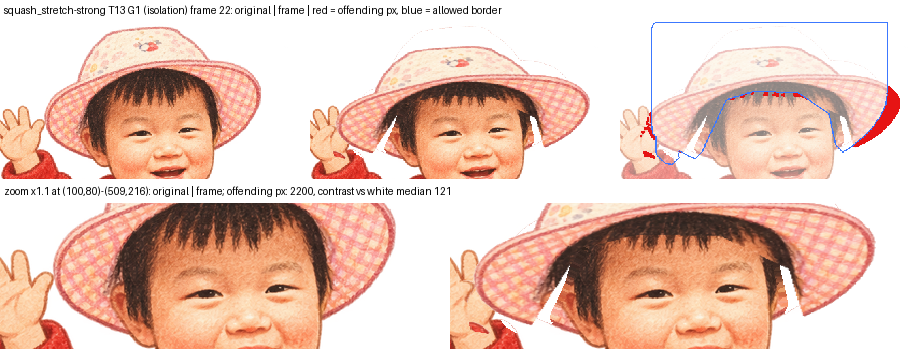 squash_stretch-strong T13 G1 (isolation) frame 22: original | frame | red = offending px, blue = allowed border
zoom x1.1 at (100,80)-(509,216): original | frame; offending px: 2200, contrast vs white median 121